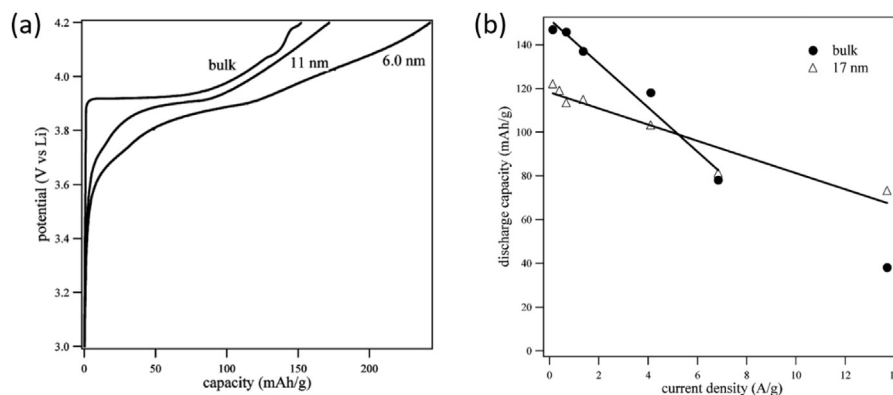 (a)
4.2
4.0
3.8
3.6
3.4
3.2
3.0
potential (V vs Li)
bulk
11 nm
6.0 nm
0
50
100
150
200
capacity (mAh/g)
(b)
140
120
100
80
60
40
20
0
discharge capacity (mAh/g)
bulk
17 nm
0
2
4
6
8
10
12
current density (A/g)